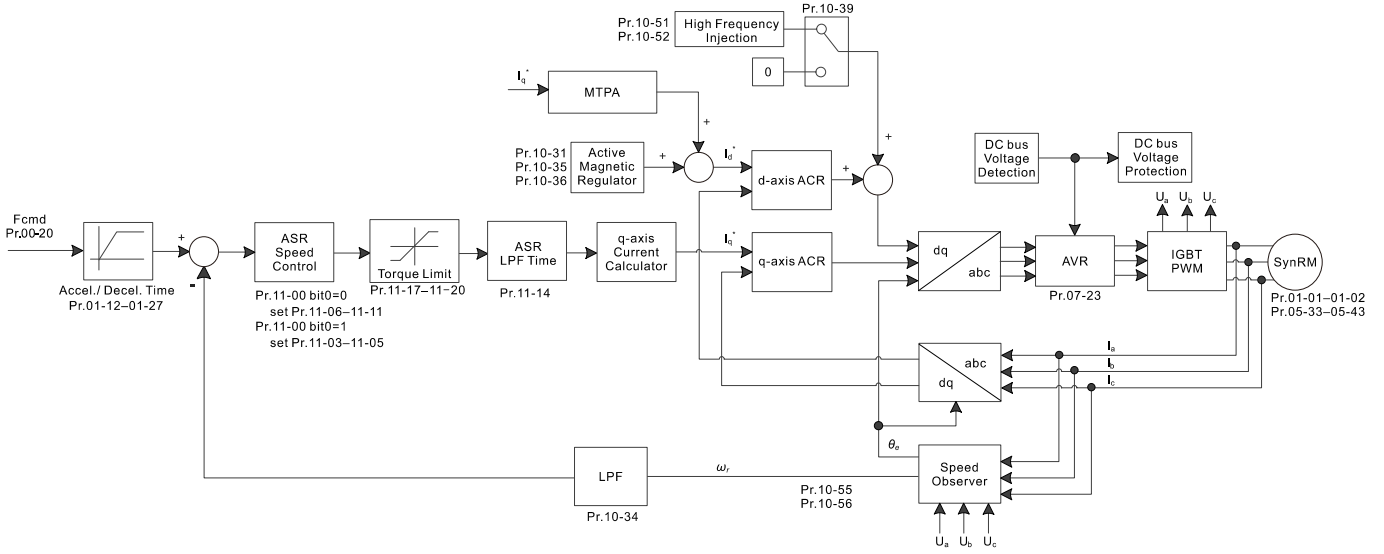 Pr.10-39
Pr.10-51
Pr.10-52
High Frequency
Injection
0
Iq*
MTPA
+
+
Pr.10-31
Pr.10-35
Pr.10-36
Active
Magnetic
Regulator
+
Id*
d-axis ACR
+
DC bus
Voltage
Detection
DC bus
Voltage
Protection
Ua
Ub
Uc
Fcmd
Pr.00-20
Accel./ Decel. Time
Pr.01-12–01-27
+
-
ASR
Speed
Control
Pr.11-00 bit0=0
set Pr.11-06–11-11
Pr.11-00 bit0=1
set Pr.11-03–11-05
Torque Limit
Pr.11-17–11-20
ASR
LPF Time
Pr.11-14
q-axis
Current
Calculator
Iq*
q-axis ACR
dq
abc
AVR
Pr.07-23
IGBT
PWM
SynRM
Pr.01-01–01-02
Pr.05-33–05-43
abc
dq
Ia
Ib
Ic
θe
LPF
Pr.10-34
ωr
Pr.10-55
Pr.10-56
Speed
Observer
Ua
Ub
Uc